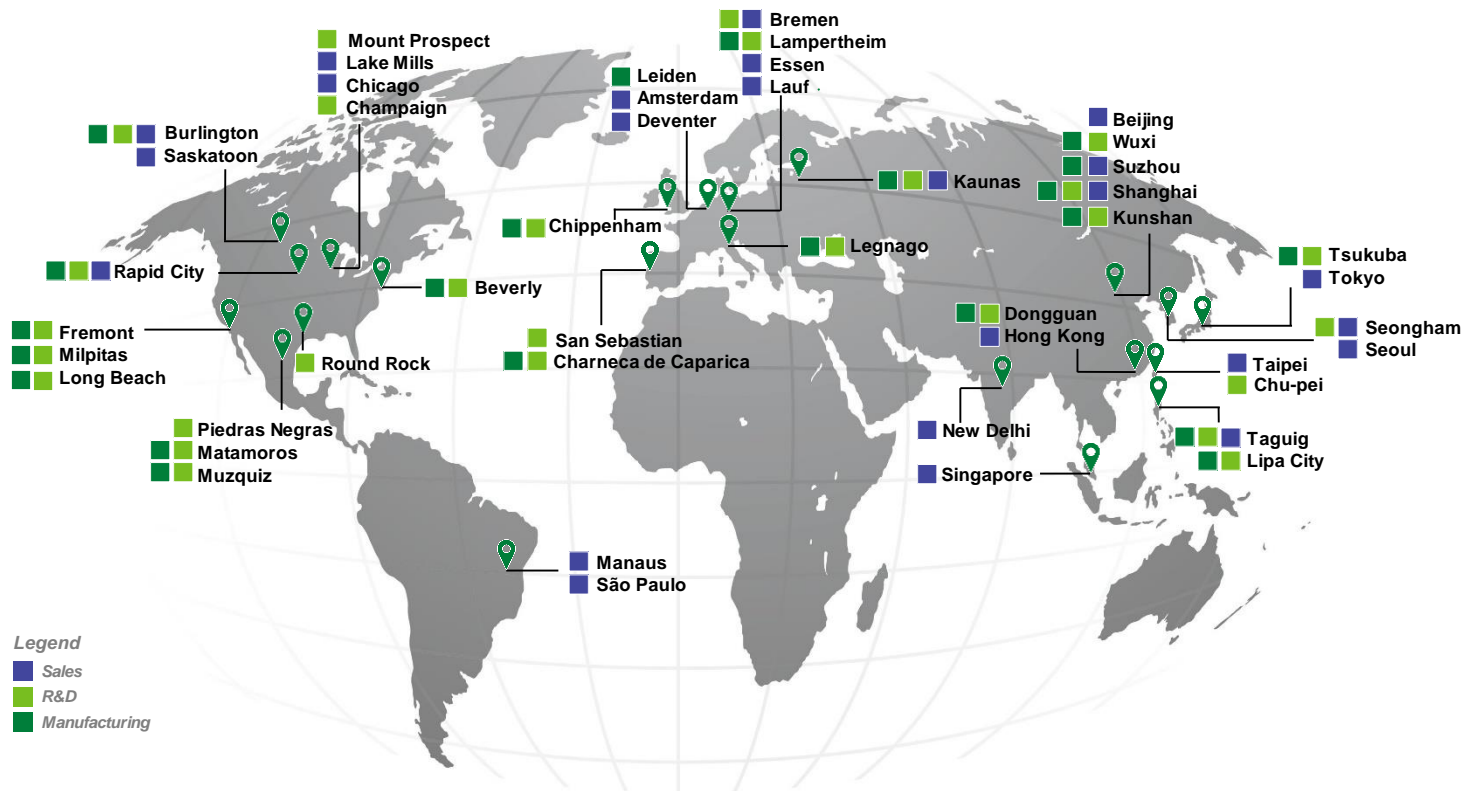 Mount Prospect
Lake Mills
Chicago
Champaign
Burlington
Saskatoon
Rapid City
Beverly
Fremont
Milpitas
Long Beach
Round Rock
Piedras Negras
Matamoros
Muzquiz
Manaus
São Paulo
Leiden
Amsterdam
Deventer
Bremen
Lampertheim
Essen
Lauf
Kaunas
Chippenham
Legnago
San Sebastian
Charneca de Caparica
Beijing
Wuxi
Suzhou
Shanghai
Kunshan
Tsukuba
Tokyo
Dongguan
Hong Kong
Seongham
Seoul
Taipei
Chu-pei
New Delhi
Singapore
Taguig
Lipa City
Legend
Sales
R&D
Manufacturing